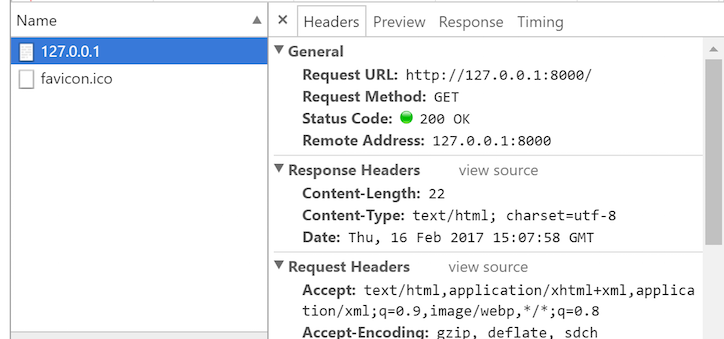 Name
127.0.0.1
favicon.ico
Headers Preview Response Timing
General
Request URL: http://127.0.0.1:8000/
Request Method: GET
Status Code: 200 OK
Remote Address: 127.0.0.1:8000
Response Headers view source
Content-Length: 22
Content-Type: text/html; charset=utf-8
Date: Thu, 16 Feb 2017 15:07:58 GMT
Request Headers view source
Accept: text/html,application/xhtml+xml,applica
tion/xml;q=0.9,image/webp,*/*;q=0.8
Accept-Encoding: gzip, deflate, sdch